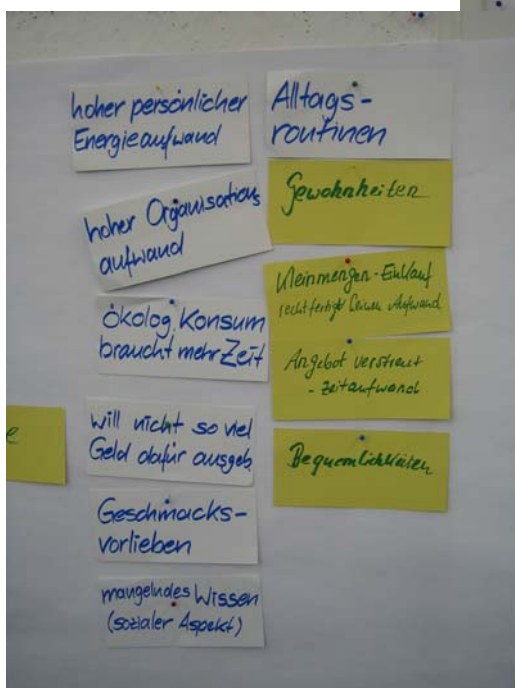 hoher persönlicher
Energieaufwand
hoher Organisations
aufwand
ökolog. Konsum
braucht mehr Zeit
will nicht so viel
Geld dafür ausgeb.
Geschmacks-
vorlieben
mangelndes Wissen
(sozialer Aspekt)
Alltags-
routinen
Gewohnheiten
Kleinmengen-Einkauf
rechtfertigt keinen Aufwand
Angebot verstreut
- Zeitaufwand
Bequemlichkeiten
e